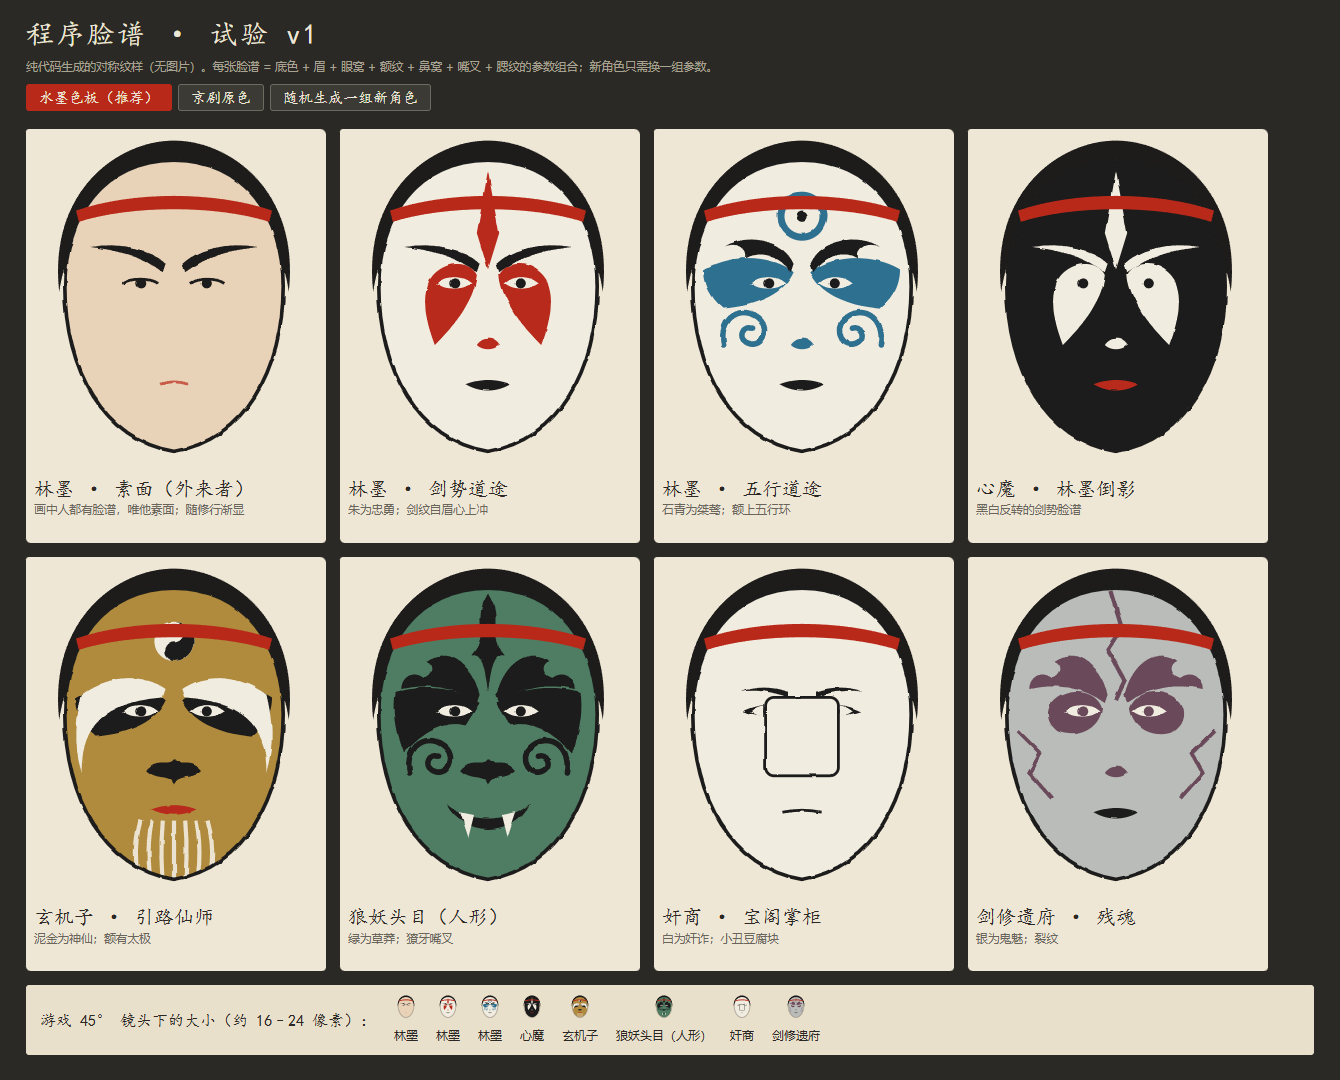 程序脸谱 · 试验 v1
纯代码生成的对称纹样（无图片）。每张脸谱 = 底色 + 眉 + 眼窝 + 额纹 + 鼻窝 + 嘴叉 + 腮纹的参数组合；新角色只需换一组参数。
水墨色板（推荐） 京剧原色 随机生成一组新角色
林墨 · 素面（外来者）
画中人都有脸谱，唯他素面；随修行渐显
林墨 · 剑势道途
朱为忠勇；剑纹自眉心上冲
林墨 · 五行道途
石青为桀骜；额上五行环
心魔 · 林墨倒影
黑白反转的剑势脸谱
玄机子 · 引路仙师
泥金为神仙；额有太极
狼妖头目（人形）
绿为草莽；獠牙嘴叉
奸商 · 宝阁掌柜
白为奸诈；小丑豆腐块
剑修遗府 · 残魂
银为鬼魅；裂纹
游戏 45° 镜头下的大小（约 16–24 像素）：
林墨 林墨 林墨 心魔 玄机子 狼妖头目（人形） 奸商 剑修遗府